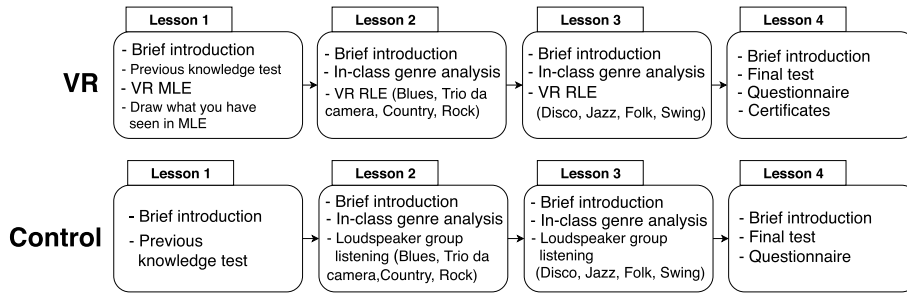 VR
Lesson 1
- Brief introduction
- Previous knowledge test
- VR MLE
- Draw what you have
seen in MLE
Lesson 2
- Brief introduction
- In-class genre analysis
- VR RLE (Blues, Trio da
camera, Country, Rock)
Lesson 3
- Brief introduction
- In-class genre analysis
- VR RLE
(Disco, Jazz, Folk, Swing)
Lesson 4
- Brief introduction
- Final test
- Questionnaire
- Certificates
Control
Lesson 1
- Brief introduction
- Previous
knowledge test
Lesson 2
- Brief introduction
- In-class genre analysis
- Loudspeaker group
listening (Blues, Trio da
camera,Country, Rock)
Lesson 3
- Brief introduction
- In-class genre analysis
- Loudspeaker group
listening
(Disco, Jazz, Folk, Swing)
Lesson 4
- Brief introduction
- Final test
- Questionnaire